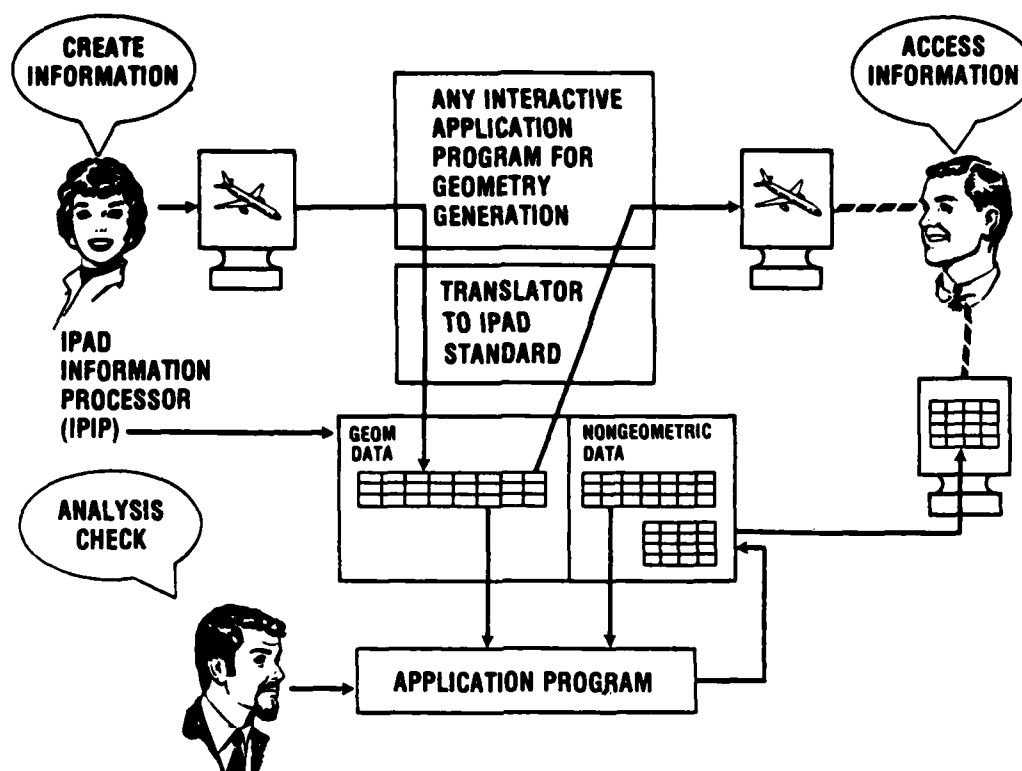 CREATE
INFORMATION
ACCESS
INFORMATION
ANY INTERACTIVE
APPLICATION
PROGRAM FOR
GEOMETRY
GENERATION
TRANSLATOR
TO IPAD
STANDARD
IPAD
INFORMATION
PROCESSOR
(IPIP)
GEOM
DATA
NONGEOMETRIC
DATA
ANALYSIS
CHECK
APPLICATION PROGRAM